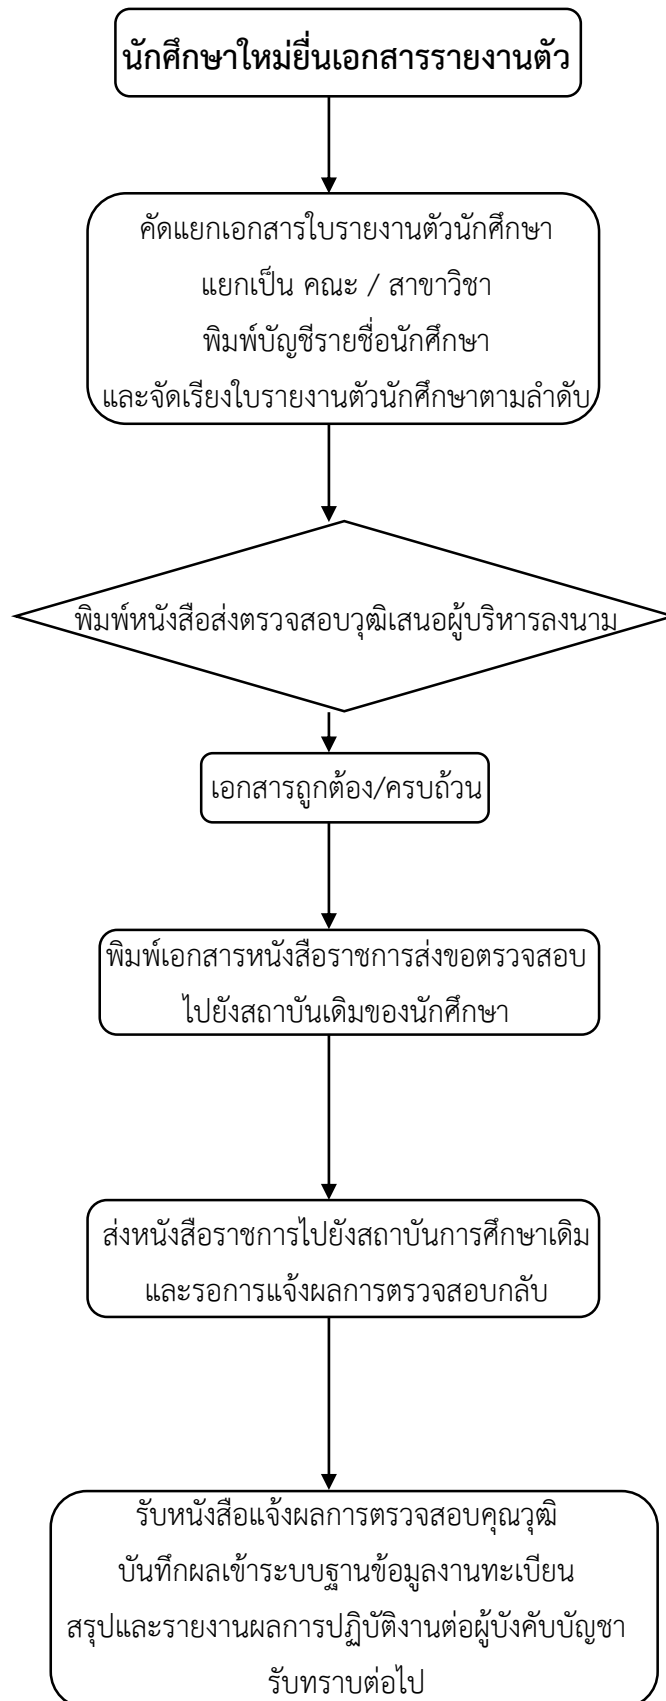 นักศึกษาใหม่ยื่นเอกสารรายงานตัว
คัดแยกเอกสารใบรายงานตัวนักศึกษา
แยกเป็น คณะ / สาขาวิชา
พิมพ์บัญชีรายชื่อนักศึกษา
และจัดเรียงใบรายงานตัวนักศึกษาตามลำดับ
พิมพ์หนังสือส่งตรวจสอบวุฒิเสนอผู้บริหารลงนาม
เอกสารถูกต้อง/ครบถ้วน
พิมพ์เอกสารหนังสือราชการส่งขอตรวจสอบ
ไปยังสถาบันเดิมของนักศึกษา
ส่งหนังสือราชการไปยังสถาบันการศึกษาเดิม
และรอการแจ้งผลการตรวจสอบกลับ
รับหนังสือแจ้งผลการตรวจสอบคุณวุฒิ
บันทึกผลเข้าระบบฐานข้อมูลงานทะเบียน
สรุปและรายงานผลการปฏิบัติงานต่อผู้บังคับบัญชา
รับทราบต่อไป